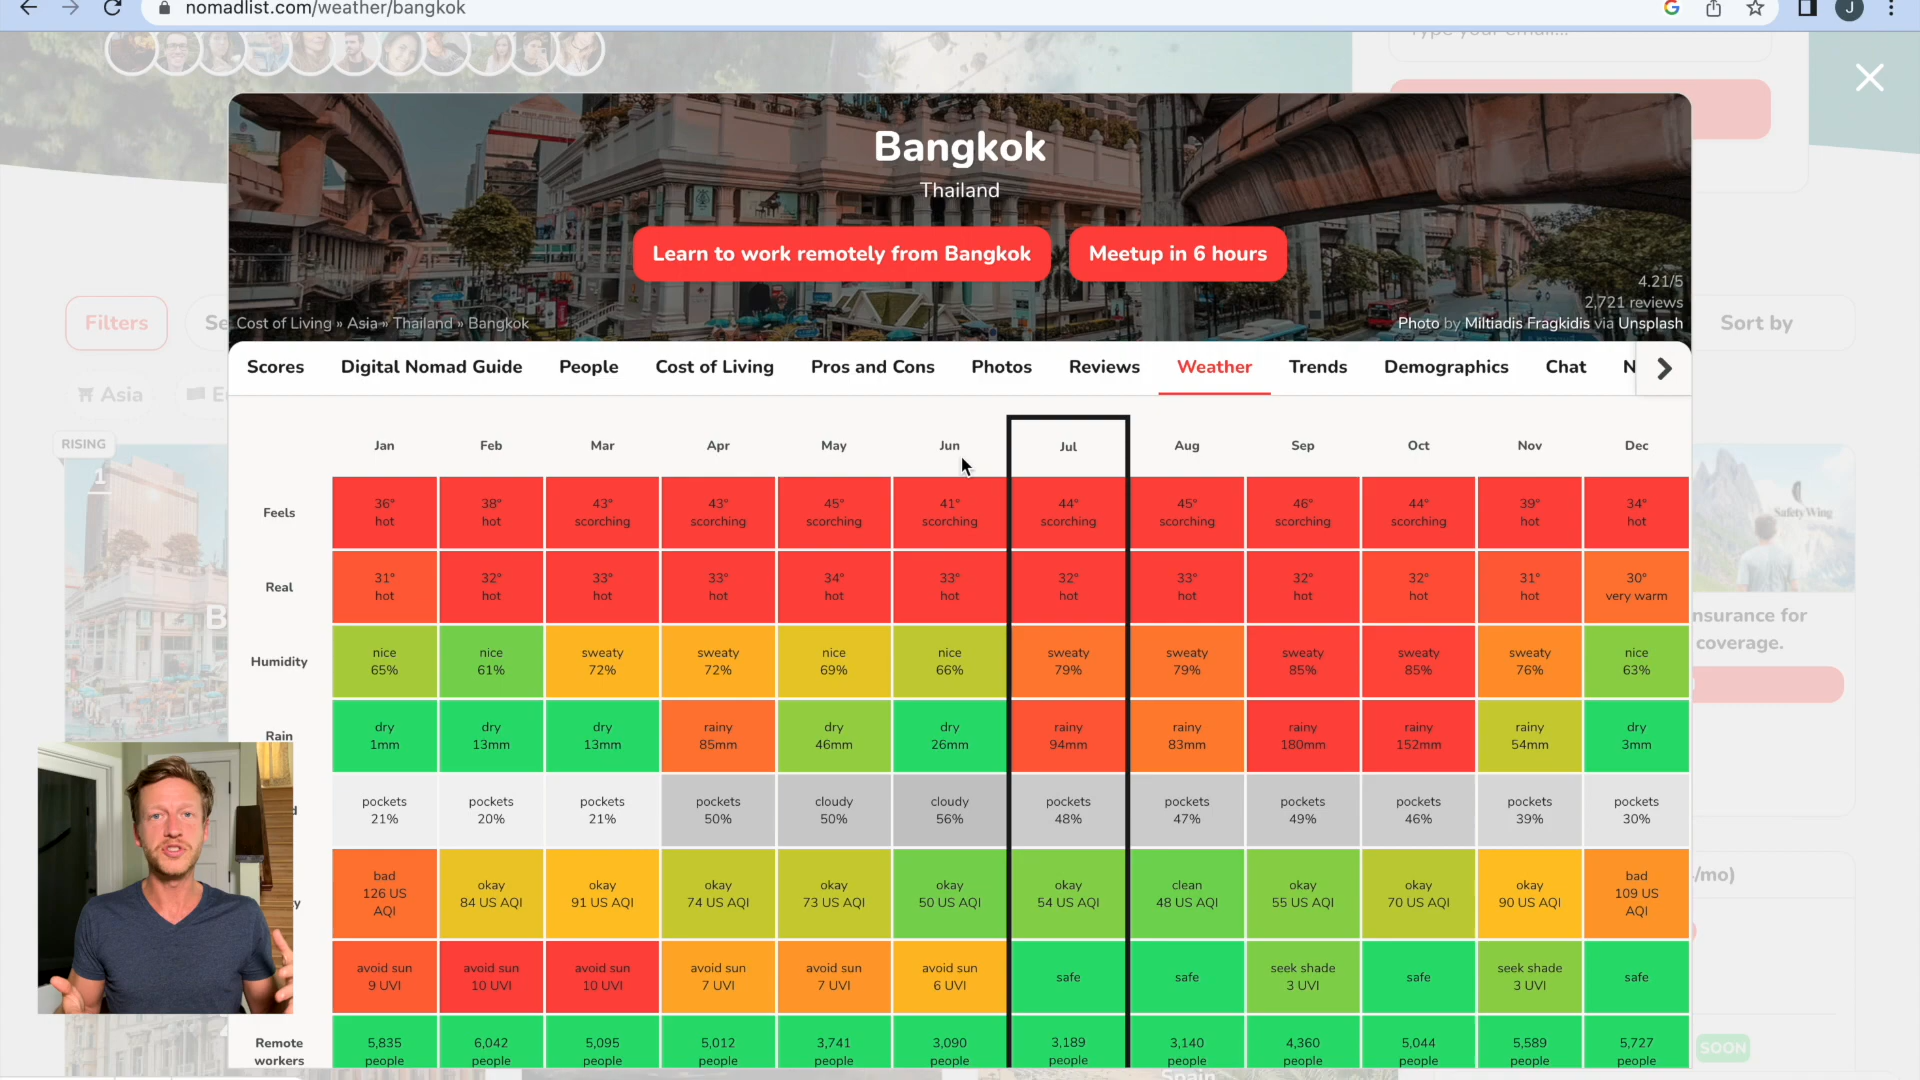 nomadlist.com/weather/bangkok
J
Type your email...
Bangkok
Thailand
Learn to work remotely from Bangkok
Meetup in 6 hours
4.21/5
2,721 reviews
Cost of Living » Asia » Thailand » Bangkok
Photo by Miltiadis Fragkidis via Unsplash
Filters
Se
Sort by
Scores Digital Nomad Guide People Cost of Living Pros and Cons Photos Reviews Weather Trends Demographics Chat N
Asia
E
RISING
1
B
Safety Wing
nsurance for
coverage.
/mo)
SOON
Jan Feb Mar Apr May Jun Jul Aug Sep Oct Nov Dec
Feels
36° 38° 43° 43° 45° 41° 44° 45° 46° 44° 39° 34°
hot hot scorching scorching scorching scorching scorching scorching scorching scorching hot hot
Real
31° 32° 33° 33° 34° 33° 32° 33° 32° 32° 31° 30°
hot hot hot hot hot hot hot hot hot hot hot very warm
Humidity
nice nice sweaty sweaty nice nice sweaty sweaty sweaty sweaty sweaty nice
65% 61% 72% 72% 69% 66% 79% 79% 85% 85% 76% 63%
Rain
dry dry dry rainy dry dry rainy rainy rainy rainy rainy dry
1mm 13mm 13mm 85mm 46mm 26mm 94mm 83mm 180mm 152mm 54mm 3mm
d
pockets pockets pockets pockets cloudy cloudy pockets pockets pockets pockets pockets pockets
21% 20% 21% 50% 50% 56% 48% 47% 49% 46% 39% 30%
y
bad okay okay okay okay okay okay clean okay okay okay bad
126 US AQI 84 US AQI 91 US AQI 74 US AQI 73 US AQI 50 US AQI 54 US AQI 48 US AQI 55 US AQI 70 US AQI 90 US AQI 109 US AQI
avoid sun avoid sun avoid sun avoid sun avoid sun avoid sun safe safe seek shade safe seek shade safe
9 UVI 10 UVI 10 UVI 7 UVI 7 UVI 6 UVI 3 UVI 3 UVI
Remote
workers
5,835 6,042 5,095 5,012 3,741 3,090 3,189 3,140 4,360 5,044 5,589 5,727
people people people people people people people people people people people people
Spain